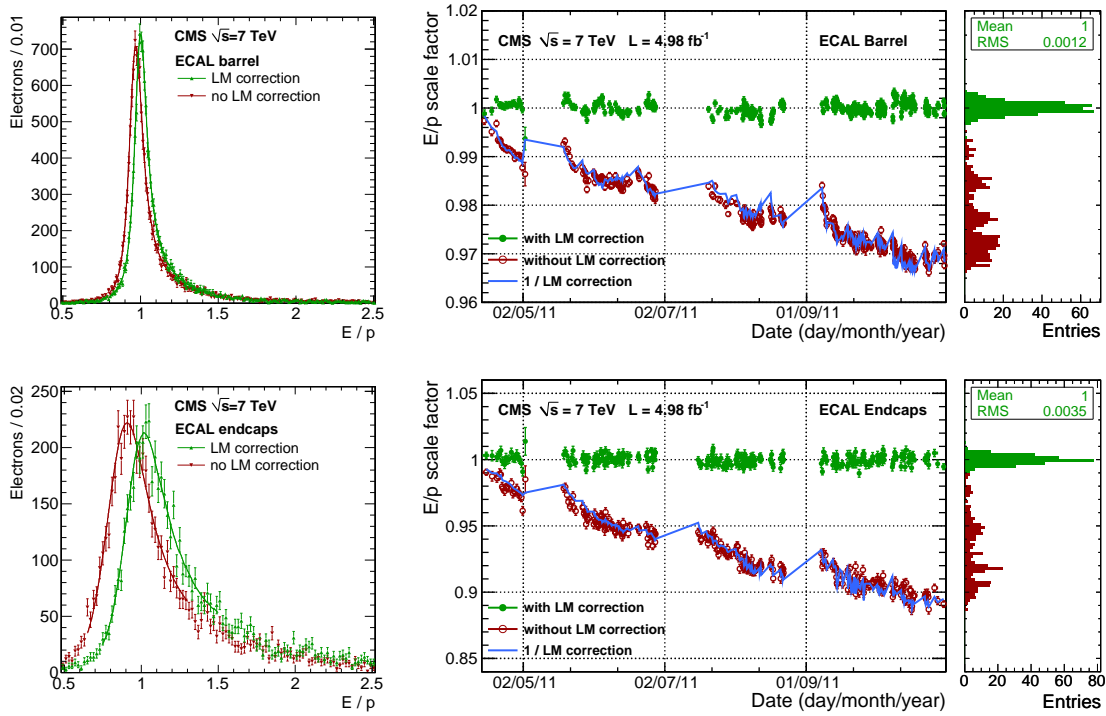 Electrons / 0.01
700
600
500
400
300
200
100
0
CMS √s=7 TeV
ECAL barrel
LM correction
no LM correction
0.5 1 1.5 2 2.5
E / p
E/p scale factor
1.02
1.01
1
0.99
0.98
0.97
0.96
CMS √s = 7 TeV L = 4.98 fb-1 ECAL Barrel
with LM correction
without LM correction
1 / LM correction
02/05/11 02/07/11 01/09/11
Date (day/month/year)
Mean 1
RMS 0.0012
0 20 40 60 80
Entries
Electrons / 0.02
250
200
150
100
50
0
CMS √s=7 TeV
ECAL endcaps
LM correction
no LM correction
0.5 1 1.5 2 2.5
E / p
E/p scale factor
1.05
1
0.95
0.9
0.85
CMS √s = 7 TeV L = 4.98 fb-1 ECAL Endcaps
with LM correction
without LM correction
1 / LM correction
02/05/11 02/07/11 01/09/11
Date (day/month/year)
Mean 1
RMS 0.0035
0 20 40 60 80
Entries